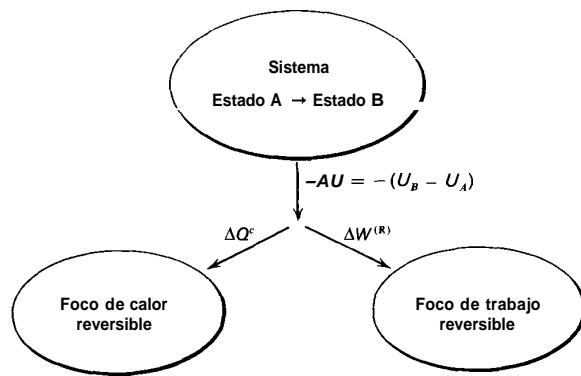 Sistema
Estado A → Estado B
–AU = – (U_B – U_A)
ΔQ^c
ΔW^(R)
Foco de calor
reversible
Foco de trabajo
reversible